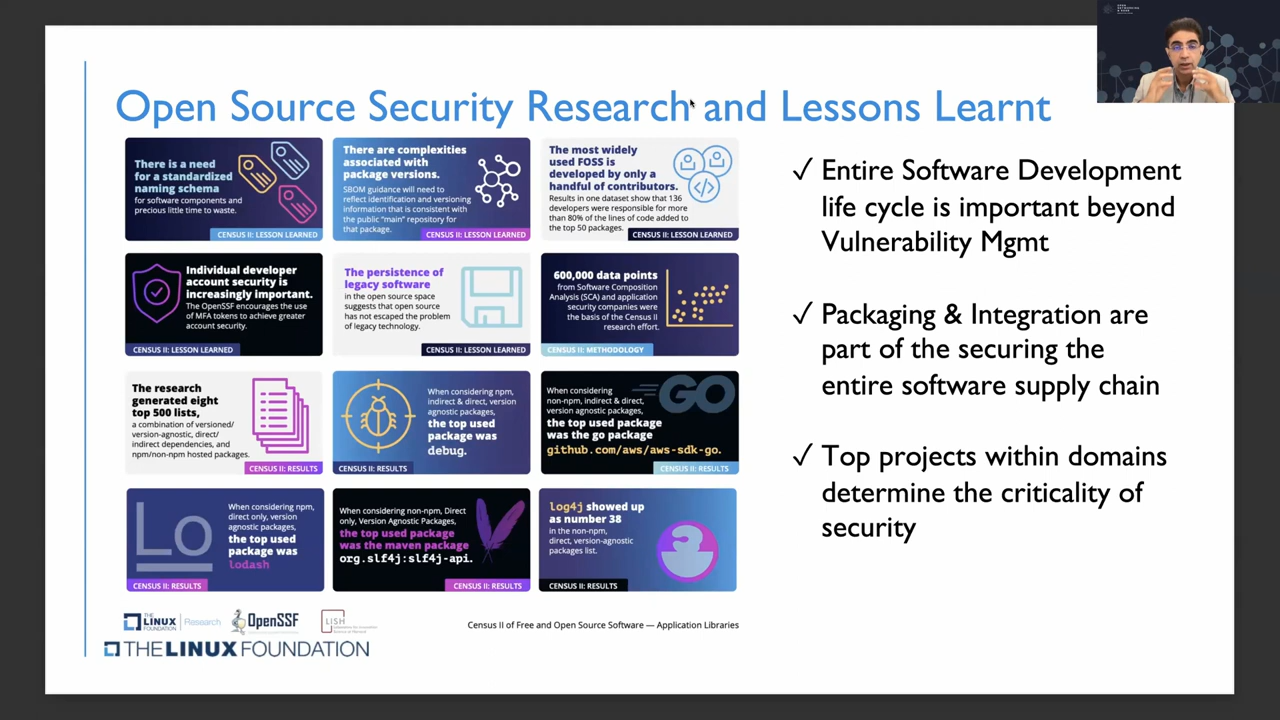 Open Source Security Research and Lessons Learnt
There is a need
for a standardized
naming schema
for software components and
precious little time to waste.
CENSUS II: LESSON LEARNED
There are complexities
associated with
package versions.
SBOM guidance will need to
reflect identification and versioning
information that is consistent with
the public "main" repository for
that package.
CENSUS II: LESSON LEARNED
The most widely
used FOSS is
developed by only a
handful of contributors.
Results in one dataset show that 136
developers were responsible for more
than 80% of the lines of code added to
the top 50 packages.
CENSUS II: LESSON LEARNED
Individual developer
account security is
increasingly important.
The OpenSSF encourages the use
of MFA tokens to achieve greater
account security.
CENSUS II: LESSON LEARNED
The persistence of
legacy software
in the open source space
suggests that open source
has not escaped the problem
of legacy technology.
CENSUS II: LESSON LEARNED
600,000 data points
from Software Composition
Analysis (SCA) and application
security companies were
the basis of the Census II
research effort.
CENSUS II: METHODOLOGY
The research
generated eight
top 500 lists,
a combination of versioned/
version-agnostic, direct/
indirect dependencies, and
npm/non-npm hosted packages.
CENSUS II: RESULTS
When considering npm,
indirect & direct, version
agnostic packages,
the top used
package was
debug.
CENSUS II: RESULTS
GO
When considering
non-npm, indirect & direct,
version agnostic packages,
the top used package
was the go package
github.com/aws/aws-sdk-go.
CENSUS II: RESULTS
Lo
When considering npm,
direct only, version
agnostic packages,
the top used
package was
lodash
CENSUS II: RESULTS
When considering non-npm, Direct
only, Version Agnostic Packages,
the top used package
was the maven package
org.slf4j:slf4j-api.
CENSUS II: RESULTS
log4j showed up
as number 38
in the non-npm,
direct, version-agnostic
packages list.
CENSUS II: RESULTS
✓ Entire Software Development
life cycle is important beyond
Vulnerability Mgmt
✓ Packaging & Integration are
part of the securing the
entire software supply chain
✓ Top projects within domains
determine the criticality of
security
THE LINUX FOUNDATION Research
OpenSSF
LISH
Census II of Free and Open Source Software — Application Libraries
THE LINUX FOUNDATION